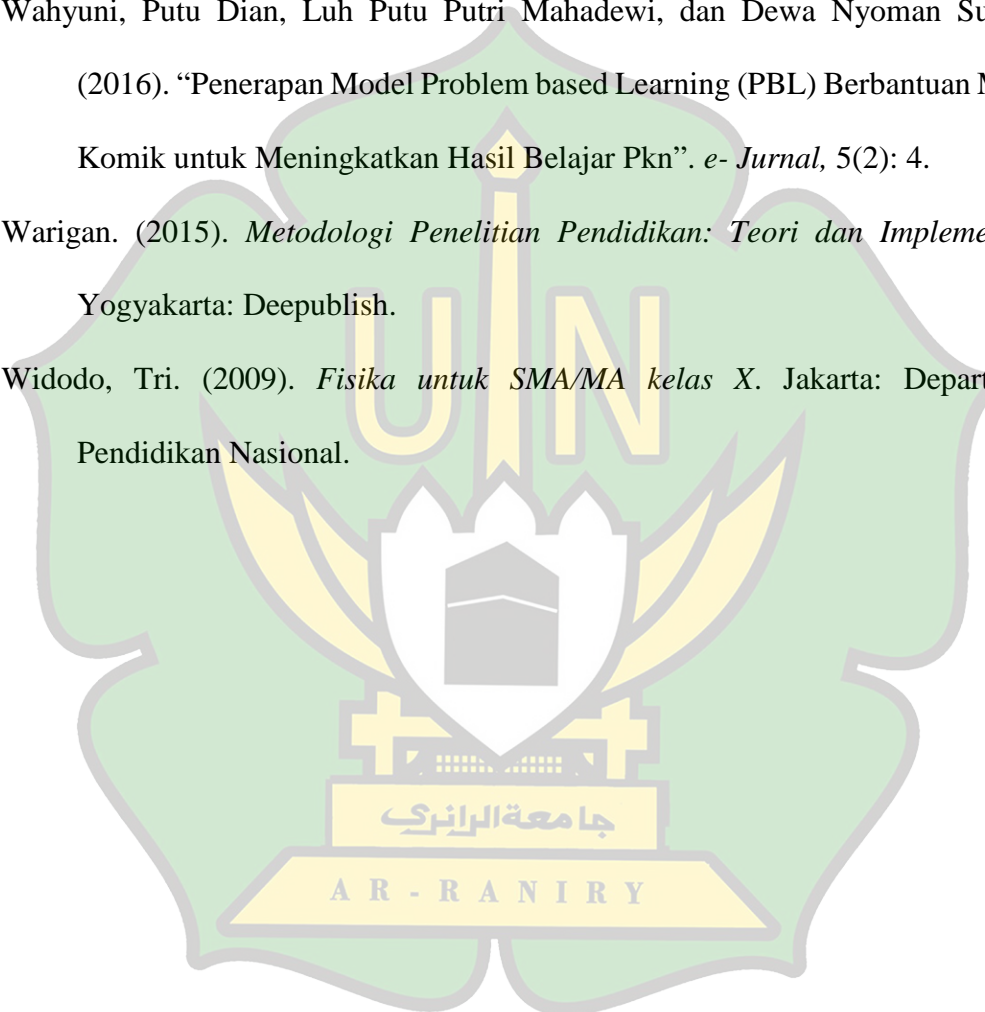 Wahyuni, Putu Dian, Luh Putu Putri Mahadewi, dan Dewa Nyoman Su
(2016). “Penerapan Model Problem based Learning (PBL) Berbantuan M
Komik untuk Meningkatkan Hasil Belajar Pkn”. e- Jurnal, 5(2): 4.
Warigan. (2015). Metodologi Penelitian Pendidikan: Teori dan Impleme
Yogyakarta: Deepublish.
Widodo, Tri. (2009). Fisika untuk SMA/MA kelas X. Jakarta: Depart
Pendidikan Nasional.
UIN
جامعةالرانري
AR-RANIRY